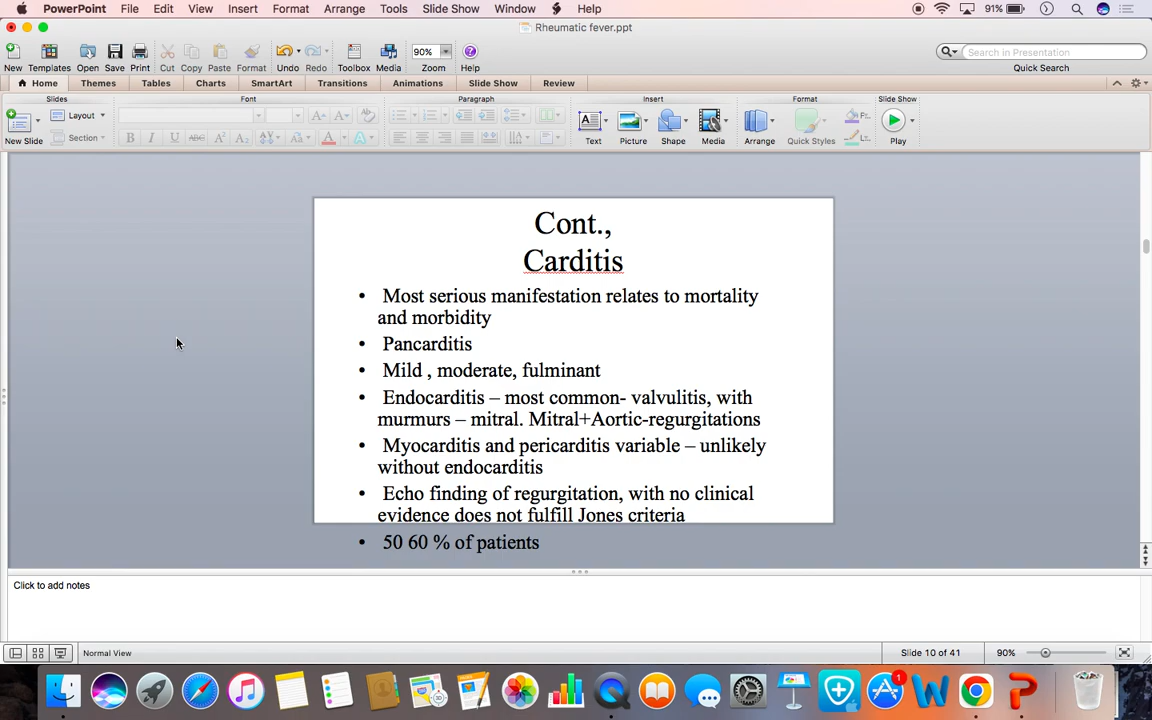 PowerPoint File Edit View Insert Format Arrange Tools Slide Show Window Help 91%
Rheumatic fever.ppt
New Templates Open Save Print Cut Copy Paste Format Undo Redo Toolbox Media 90% Zoom Help
Search in Presentation
Quick Search
Home Themes Tables Charts SmartArt Transitions Animations Slide Show Review
Slides Font Paragraph Insert Format Slide Show
New Slide Layout Section
B I U ABC A² A₂ AV Aa A A
Text Picture Shape Media Arrange Quick Styles Play
Cont.,
Carditis
• Most serious manifestation relates to mortality
and morbidity
• Pancarditis
• Mild , moderate, fulminant
• Endocarditis – most common- valvulitis, with
murmurs – mitral. Mitral+Aortic-regurgitations
• Myocarditis and pericarditis variable – unlikely
without endocarditis
• Echo finding of regurgitation, with no clinical
evidence does not fulfill Jones criteria
• 50 60 % of patients
Click to add notes
Normal View Slide 10 of 41 90%